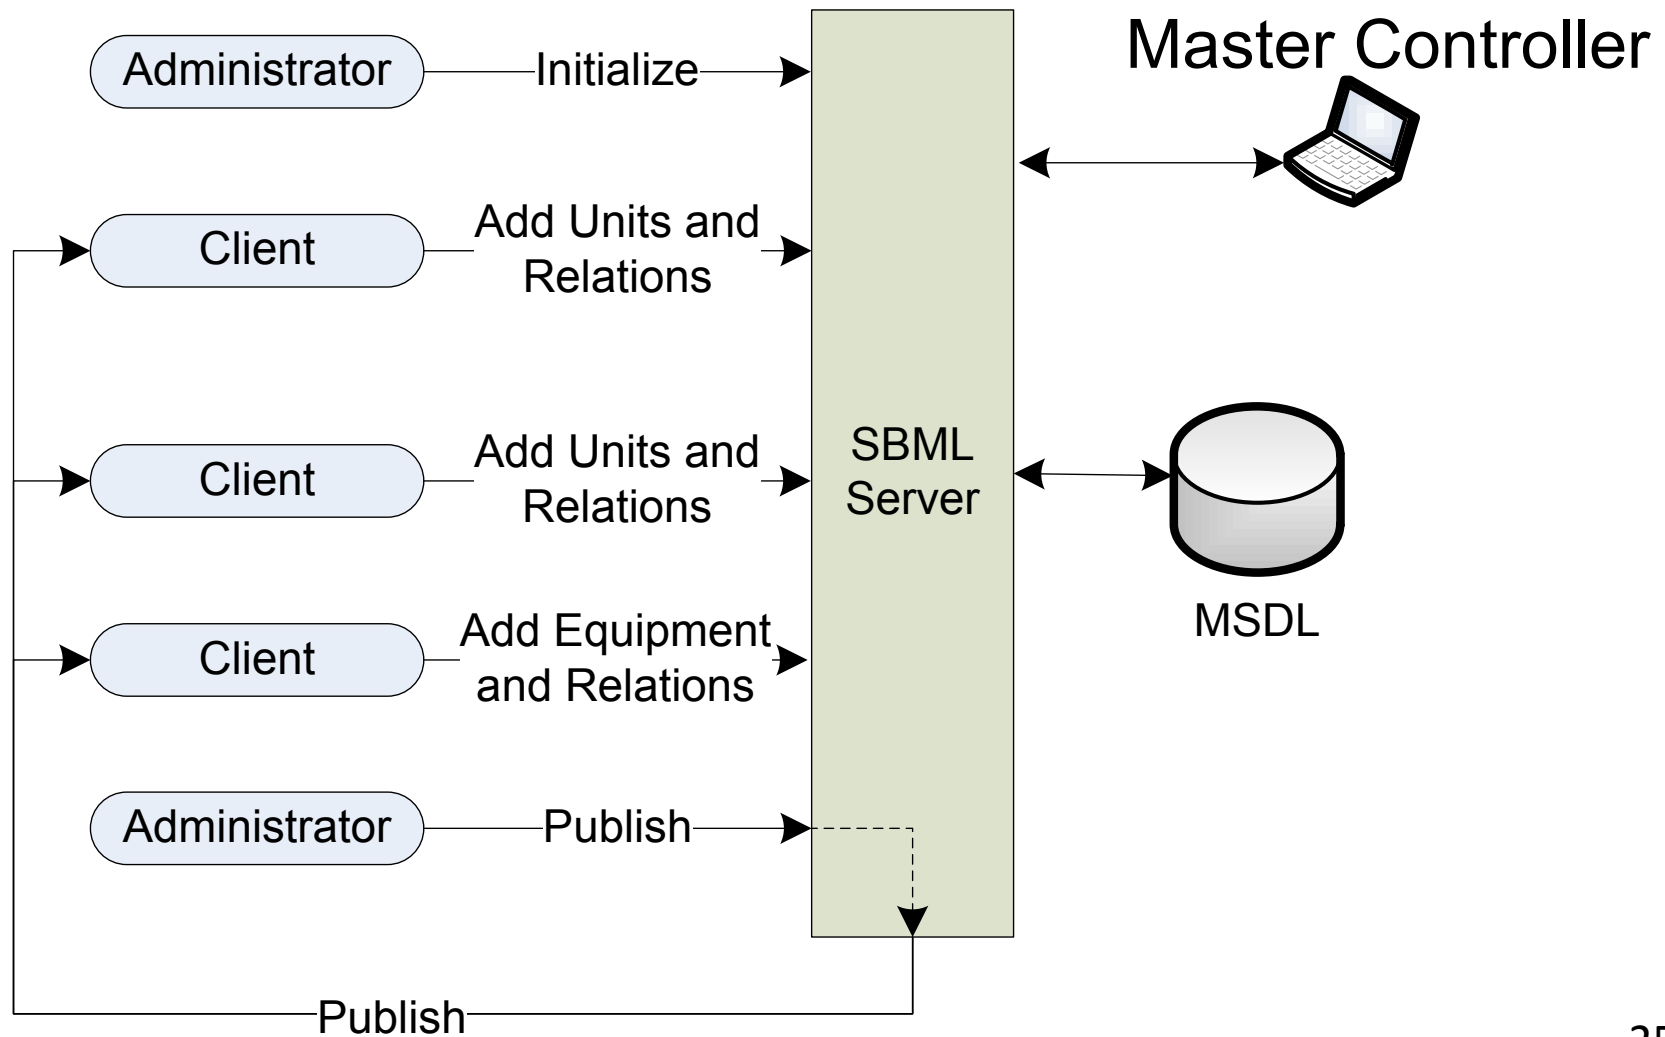 Master Controller
Administrator
Initialize
Client
Add Units and
Relations
Client
Add Units and
Relations
SBML
Server
Client
Add Equipment
and Relations
MSDL
Administrator
Publish
Publish